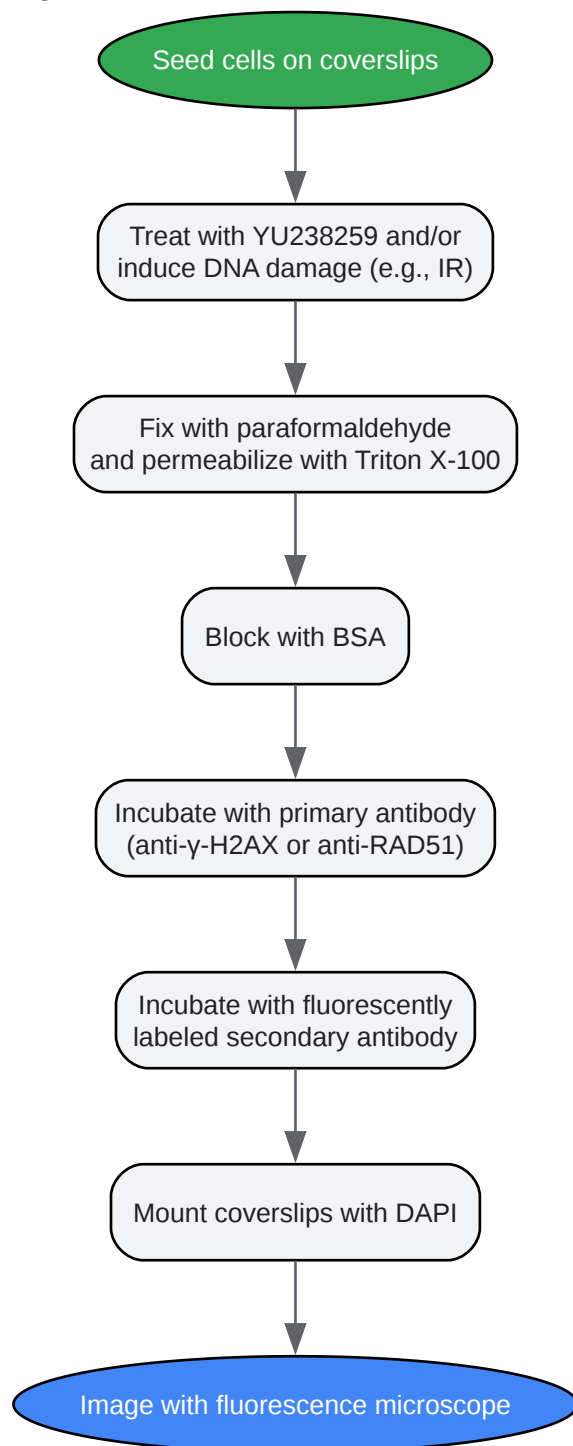 Seed cells on coverslips
Treat with YU238259 and/or
induce DNA damage (e.g., IR)
Fix with paraformaldehyde
and permeabilize with Triton X-100
Block with BSA
Incubate with primary antibody
(anti-γ-H2AX or anti-RAD51)
Incubate with fluorescently
labeled secondary antibody
Mount coverslips with DAPI
Image with fluorescence microscope